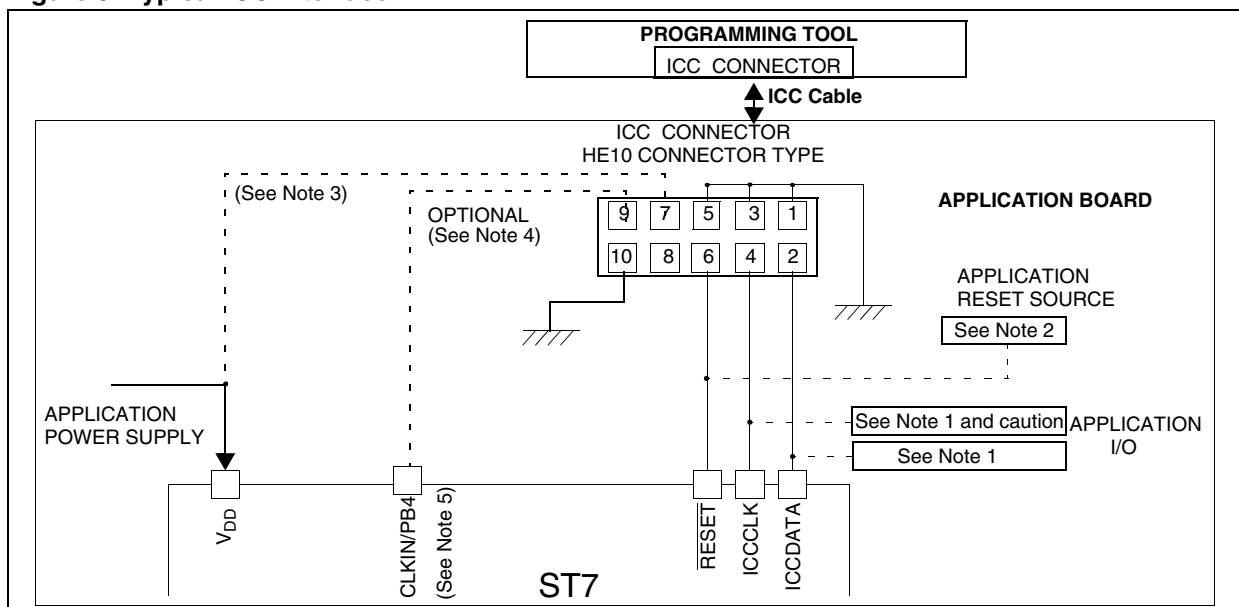 PROGRAMMING TOOL
ICC CONNECTOR
ICC Cable
ICC CONNECTOR
HE10 CONNECTOR TYPE
(See Note 3)
OPTIONAL
(See Note 4)
9 7 5 3 1
10 8 6 4 2
APPLICATION BOARD
APPLICATION
RESET SOURCE
See Note 2
APPLICATION
POWER SUPPLY
See Note 1 and caution
See Note 1
APPLICATION
I/O
VDD
CLKIN/PB4
(See Note 5)
RESET
ICCCLK
ICCDATA
ST7